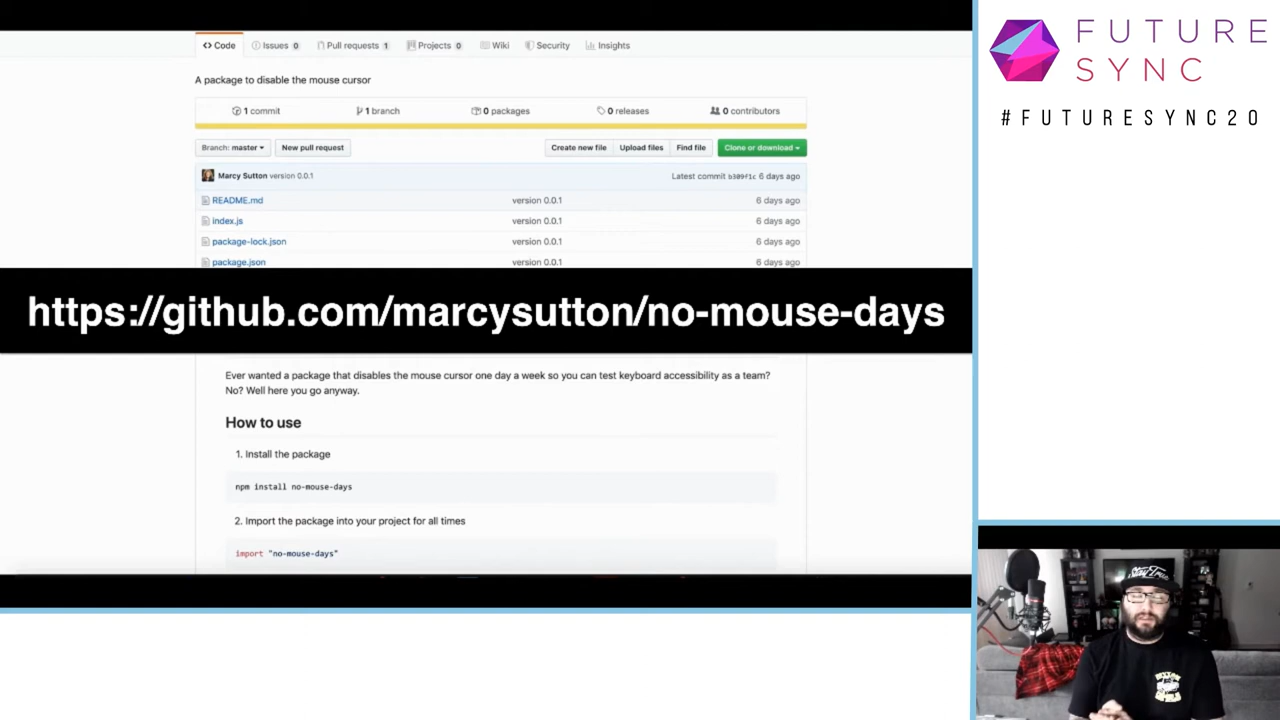 Code
Issues 0
Pull requests 1
Projects 0
Wiki
Security
Insights
A package to disable the mouse cursor
1 commit
1 branch
0 packages
0 releases
0 contributors
Branch: master
New pull request
Create new file
Upload files
Find file
Clone or download
Marcy Sutton version 0.0.1
Latest commit b309f1c 6 days ago
README.md version 0.0.1 6 days ago
index.js version 0.0.1 6 days ago
package-lock.json version 0.0.1 6 days ago
package.json version 0.0.1 6 days ago
https://github.com/marcysutton/no-mouse-days
Ever wanted a package that disables the mouse cursor one day a week so you can test keyboard accessibility as a team?
No? Well here you go anyway.
How to use
1. Install the package
npm install no-mouse-days
2. Import the package into your project for all times
import "no-mouse-days"
FUTURE
SYNC
#FUTURESYNC20
Stay True